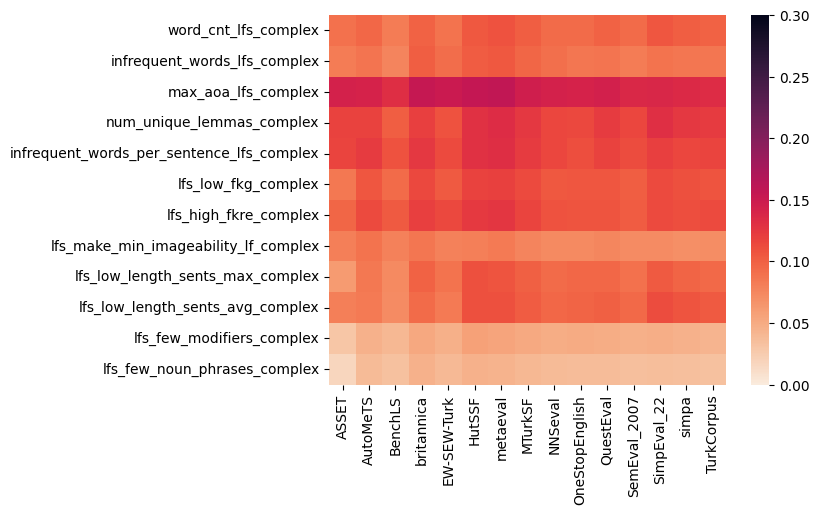 word_cnt_lfs_complex
infrequent_words_lfs_complex
max_aoa_lfs_complex
num_unique_lemmas_complex
infrequent_words_per_sentence_lfs_complex
lfs_low_fkg_complex
lfs_high_fkre_complex
lfs_make_min_imageability_lf_complex
lfs_low_length_sents_max_complex
lfs_low_length_sents_avg_complex
lfs_few_modifiers_complex
lfs_few_noun_phrases_complex
ASSET
AutoMeTS
BenchLS
britannica
EW-SEW-Turk
HutSSF
metaeval
MTurkSF
NNSeval
OneStopEnglish
QuestEval
SemEval_2007
SimpEval_22
simpa
TurkCorpus
0.30
0.25
0.20
0.15
0.10
0.05
0.00